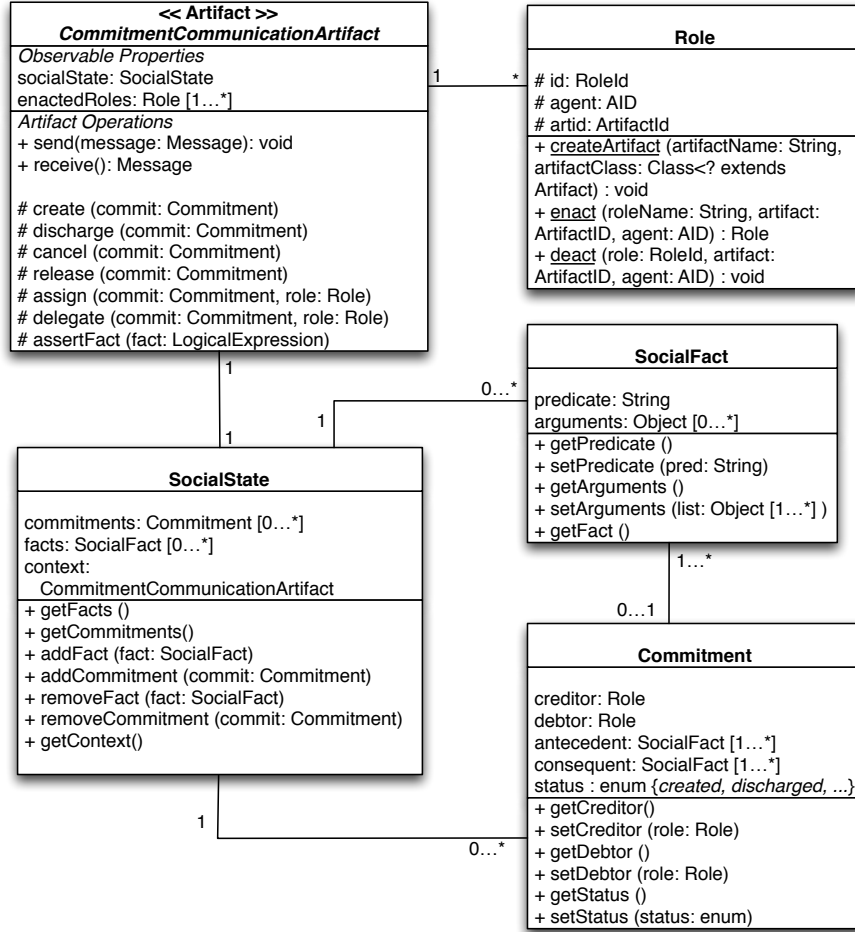 << Artifact >>
CommitmentCommunicationArtifact
Observable Properties
socialState: SocialState
enactedRoles: Role [1…*]
Artifact Operations
+ send(message: Message): void
+ receive(): Message
# create (commit: Commitment)
# discharge (commit: Commitment)
# cancel (commit: Commitment)
# release (commit: Commitment)
# assign (commit: Commitment, role: Role)
# delegate (commit: Commitment, role: Role)
# assertFact (fact: LogicalExpression)
1
*
Role
# id: RoleId
# agent: AID
# artid: ArtifactId
+ createArtifact (artifactName: String,
artifactClass: Class<? extends
Artifact) : void
+ enact (roleName: String, artifact:
ArtifactID, agent: AID) : Role
+ deact (role: RoleId, artifact:
ArtifactID, agent: AID) : void
1
1
1
0…*
SocialFact
predicate: String
arguments: Object [0…*]
+ getPredicate ()
+ setPredicate (pred: String)
+ getArguments ()
+ setArguments (list: Object [1…*] )
+ getFact ()
SocialState
commitments: Commitment [0…*]
facts: SocialFact [0…*]
context:
CommitmentCommunicationArtifact
+ getFacts ()
+ getCommitments()
+ addFact (fact: SocialFact)
+ addCommitment (commit: Commitment)
+ removeFact (fact: SocialFact)
+ removeCommitment (commit: Commitment)
+ getContext()
1…*
0…1
Commitment
creditor: Role
debtor: Role
antecedent: SocialFact [1…*]
consequent: SocialFact [1…*]
status : enum {created, discharged, ...}
+ getCreditor()
+ setCreditor (role: Role)
+ getDebtor ()
+ setDebtor (role: Role)
+ getStatus ()
+ setStatus (status: enum)
1
0…*